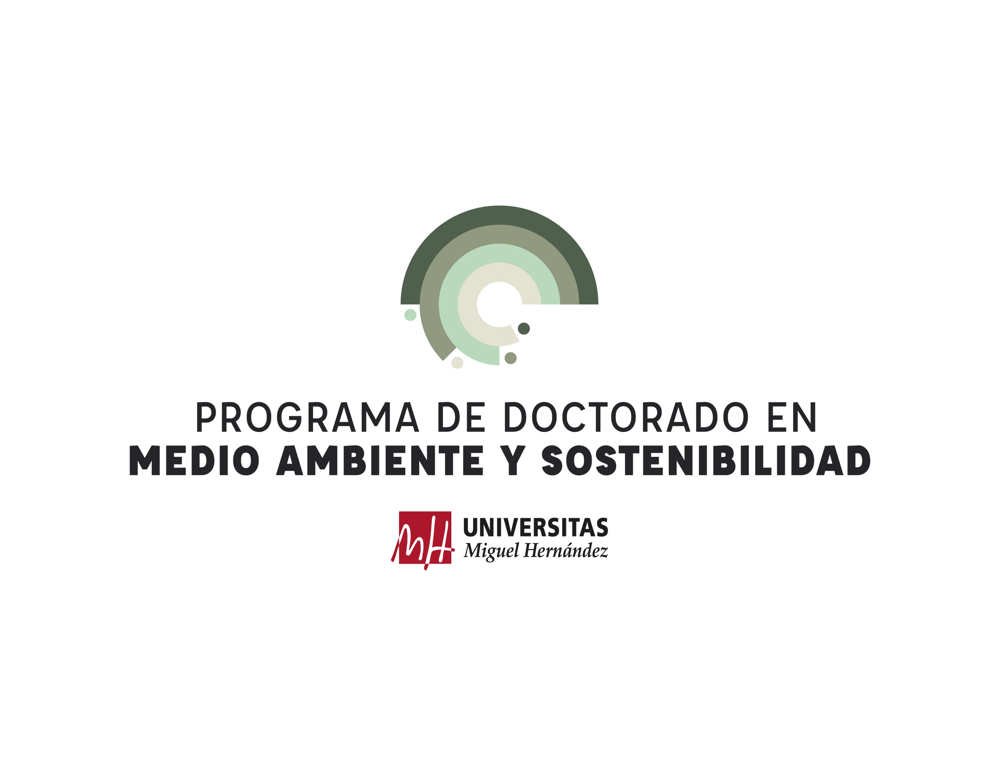 PROGRAMA DE DOCTORADO EN
MEDIO AMBIENTE Y SOSTENIBILIDAD
UNIVERSITAS
Miguel Hernández